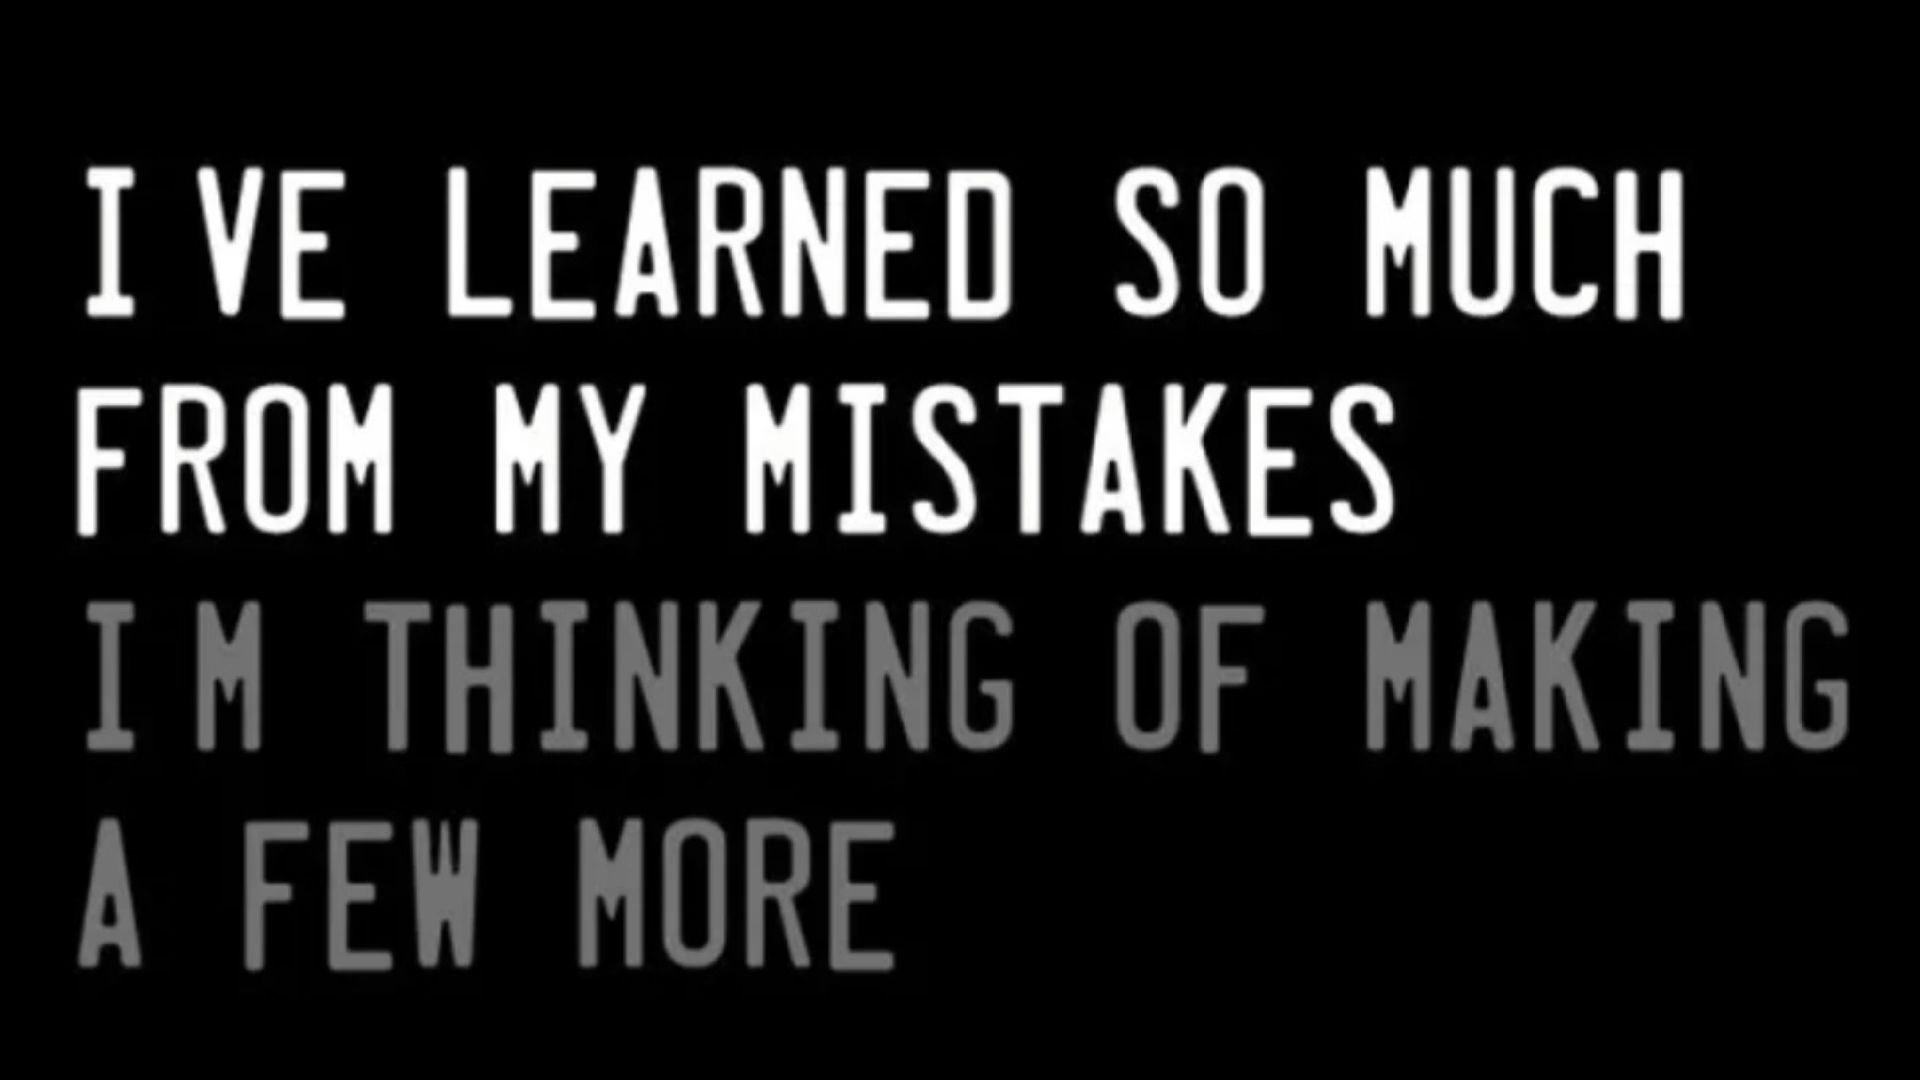 I VE LEARNED SO MUCH
FROM MY MISTAKES
I M THINKING OF MAKING
A FEW MORE